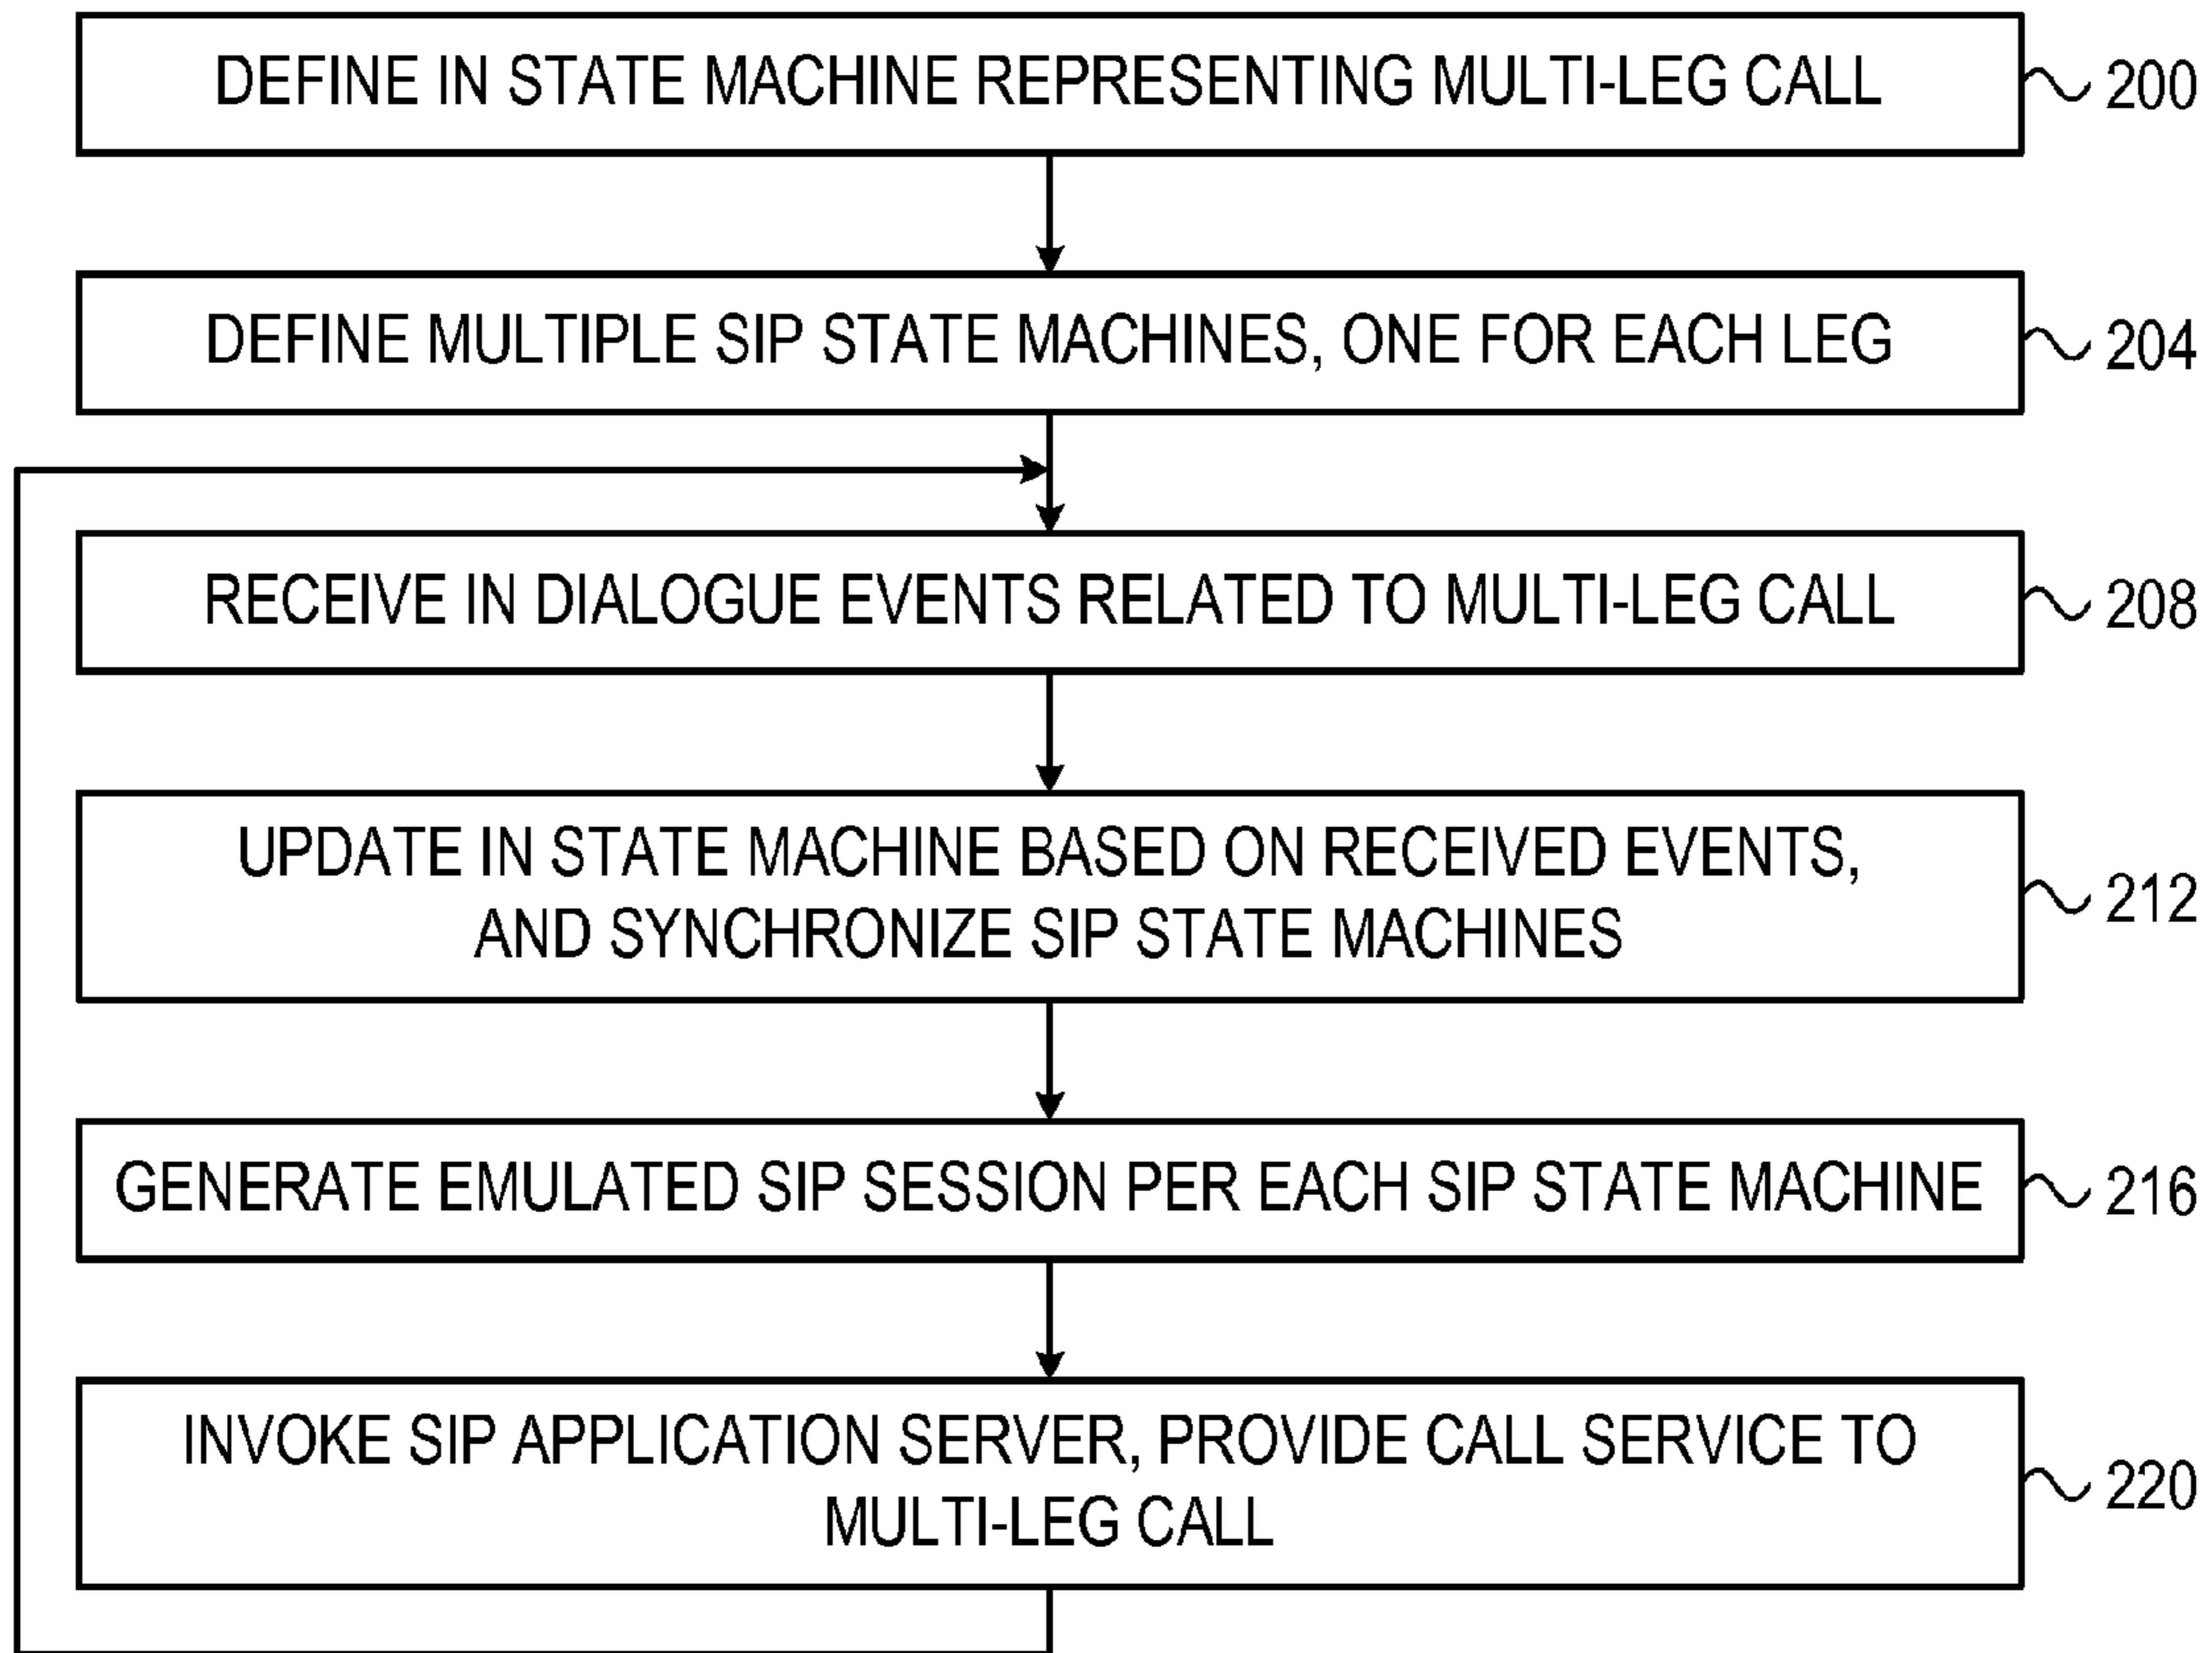 DEFINE IN STATE MACHINE REPRESENTING MULTI-LEG CALL
200
DEFINE MULTIPLE SIP STATE MACHINES, ONE FOR EACH LEG
204
RECEIVE IN DIALOGUE EVENTS RELATED TO MULTI-LEG CALL
208
UPDATE IN STATE MACHINE BASED ON RECEIVED EVENTS,
AND SYNCHRONIZE SIP STATE MACHINES
212
GENERATE EMULATED SIP SESSION PER EACH SIP STATE MACHINE
216
INVOKE SIP APPLICATION SERVER, PROVIDE CALL SERVICE TO
MULTI-LEG CALL
220